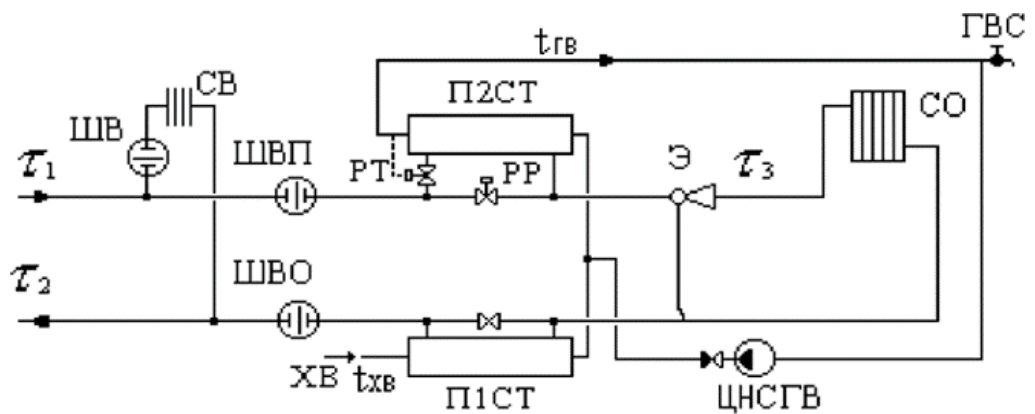 ГВС
tгв
СВ
П2СТ
СО
ШВ
ШВП
Э
τ1
РТ
РР
τ3
τ2
ШВО
ХВ
tхв
П1СТ
ЦНСГВ